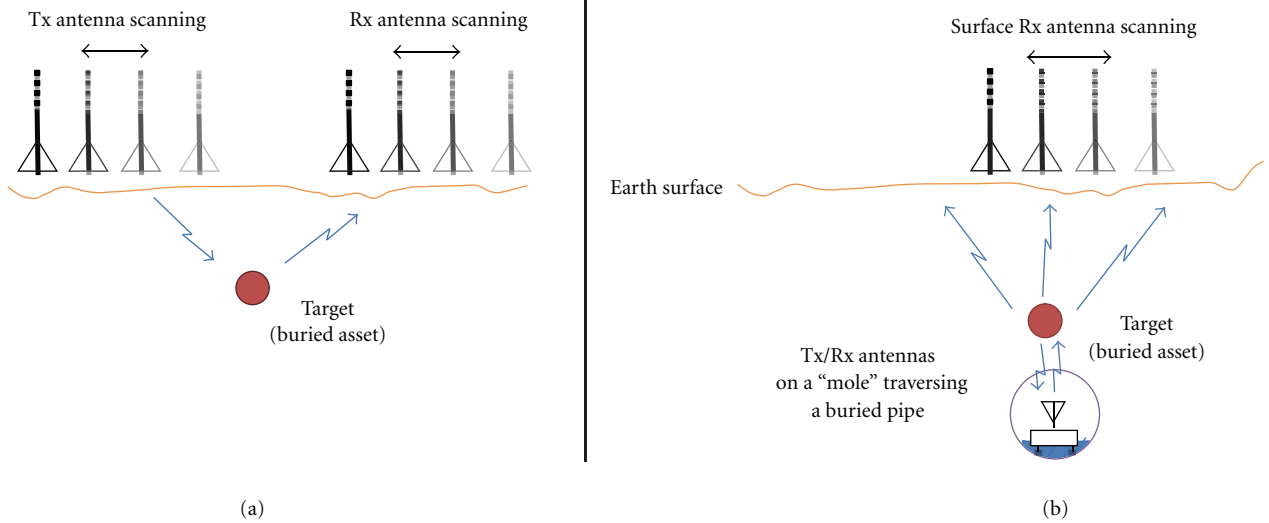 Tx antenna scanning
Rx antenna scanning
Target
(buried asset)
(a)
Surface Rx antenna scanning
Earth surface
Target
(buried asset)
Tx/Rx antennas
on a “mole” traversing
a buried pipe
(b)